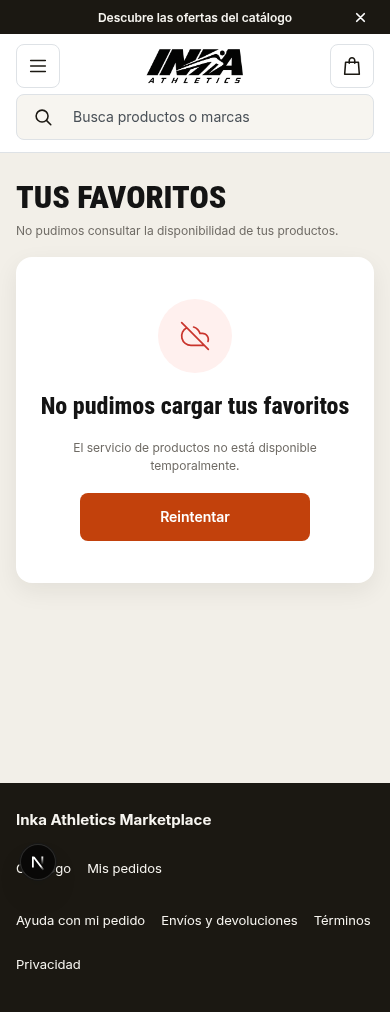 Descubre las ofertas del catálogo
INKA
ATHLETICS
Busca productos o marcas
TUS FAVORITOS
No pudimos consultar la disponibilidad de tus productos.
No pudimos cargar tus favoritos
El servicio de productos no está disponible
temporalmente.
Reintentar
Inka Athletics Marketplace
Mis pedidos
Ayuda con mi pedido Envíos y devoluciones Términos
Privacidad